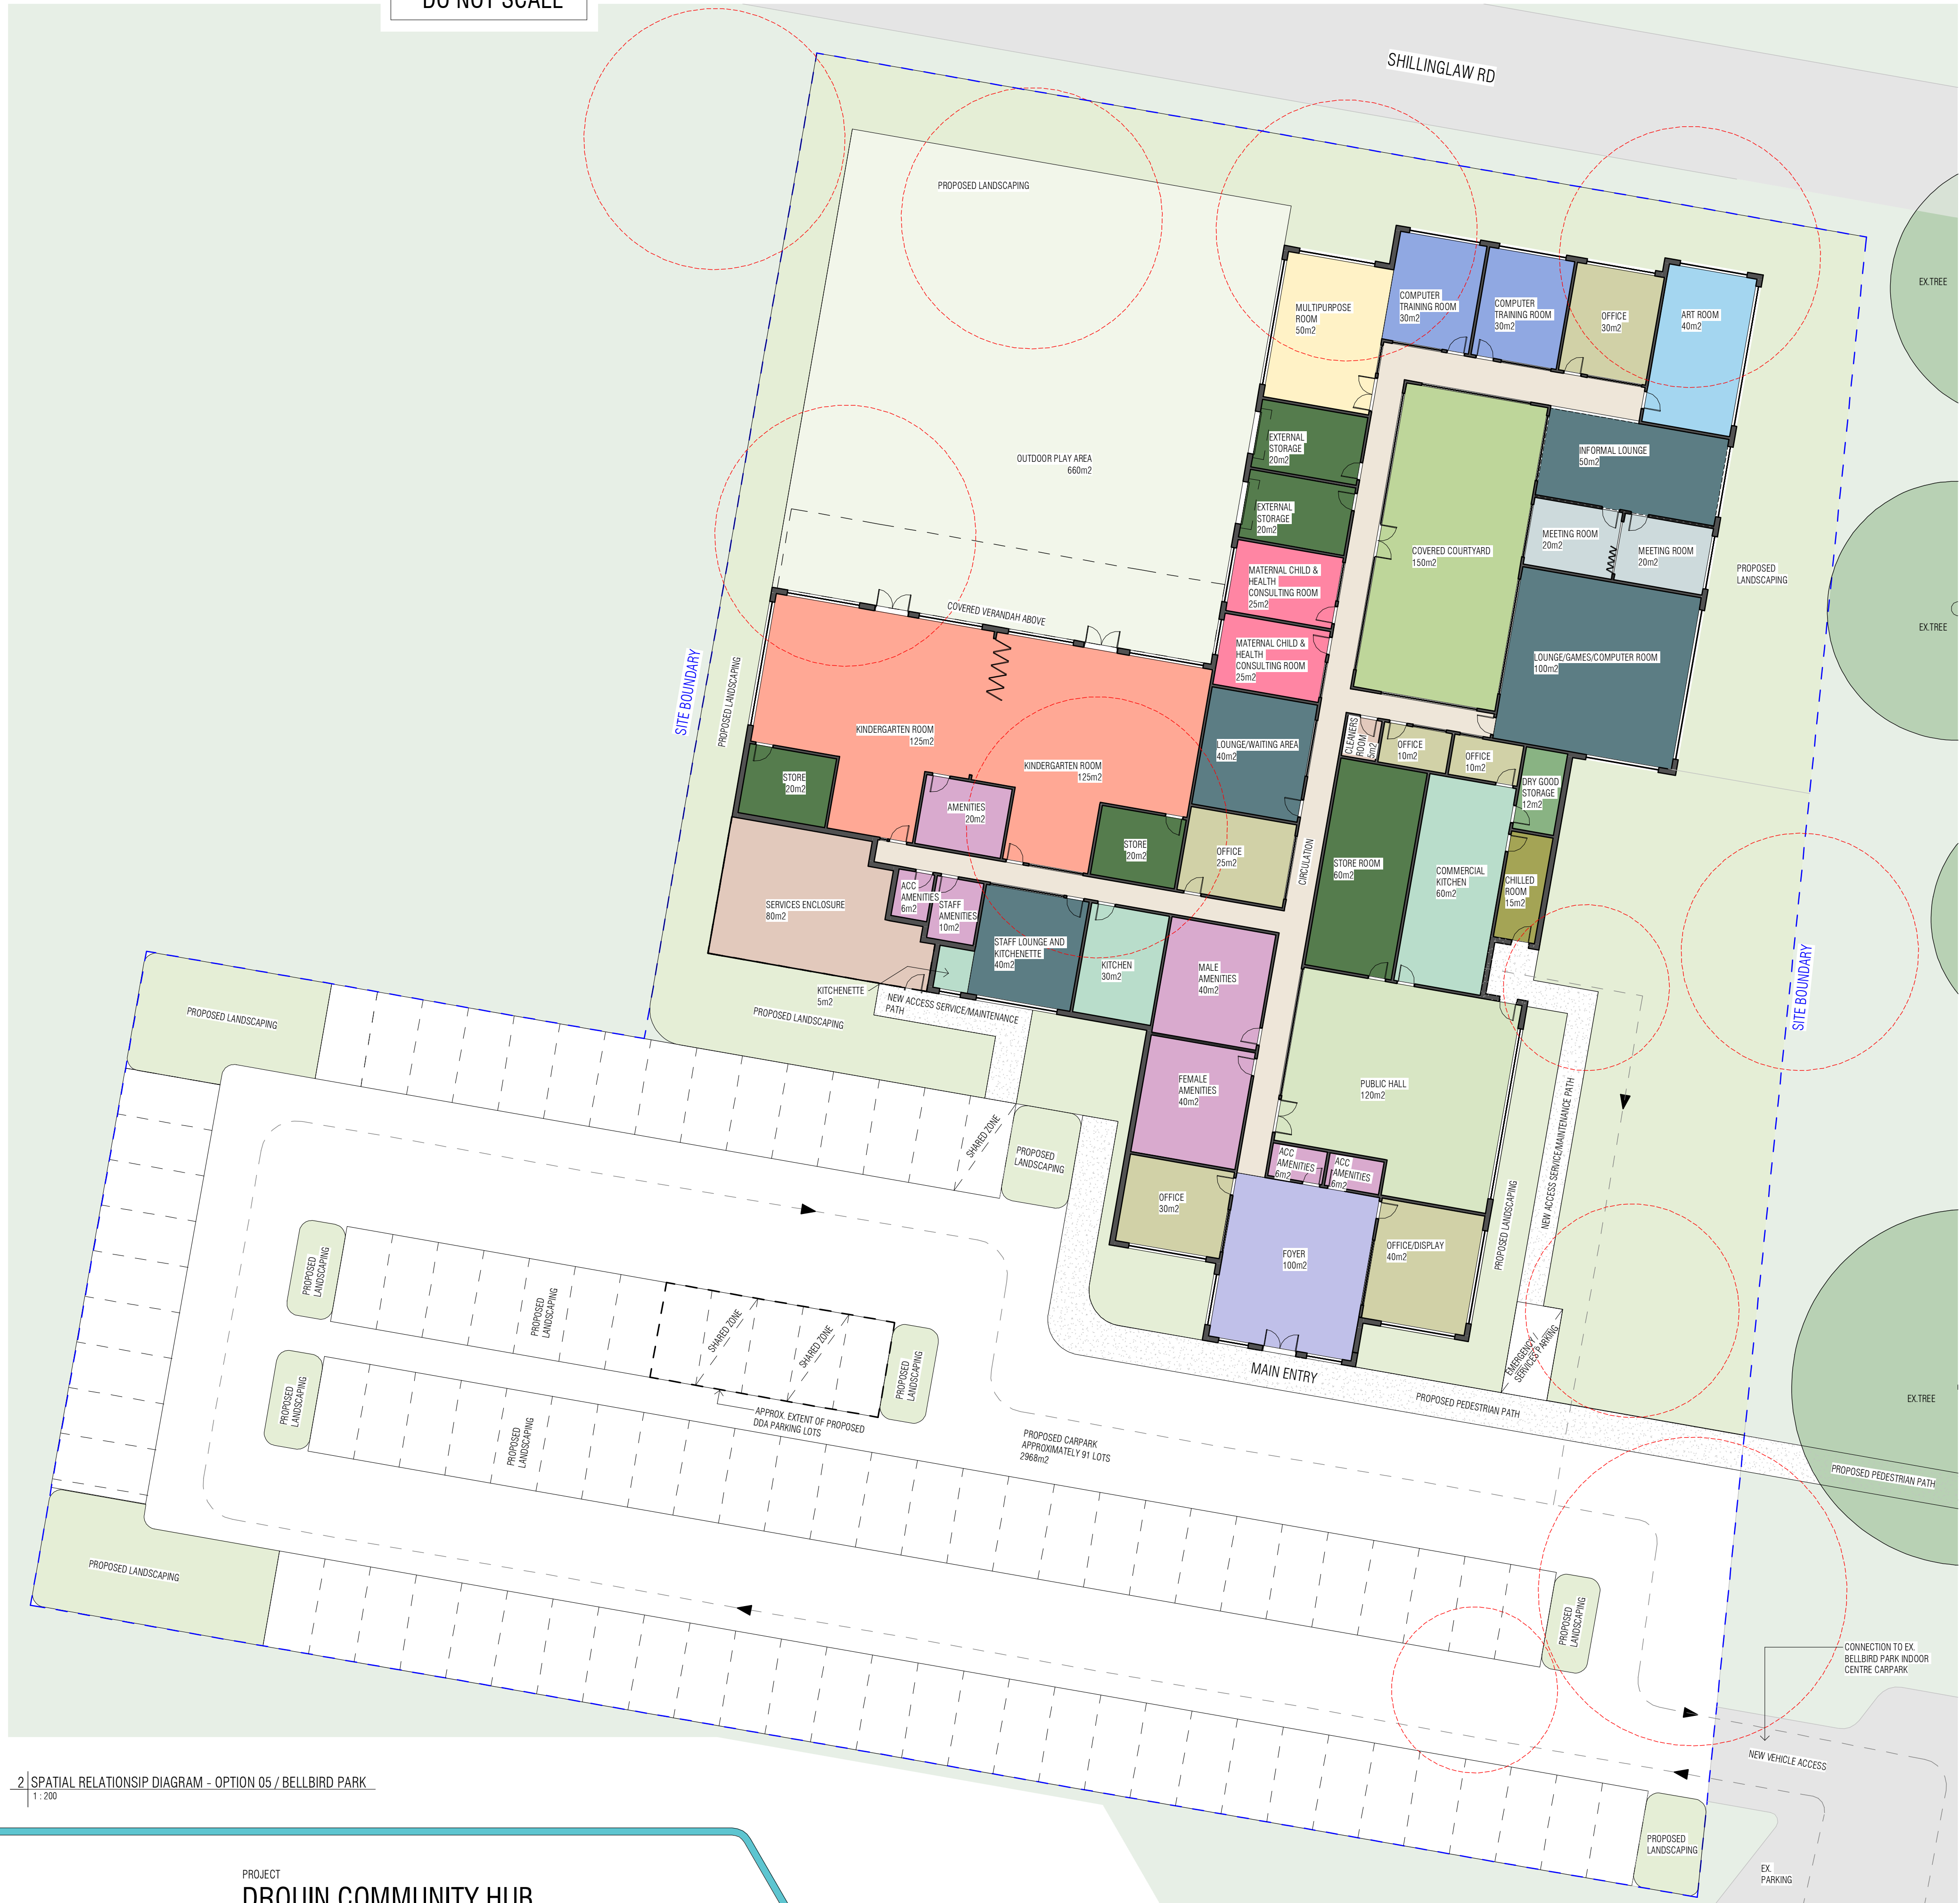 DO NOT SCALE
SHILLINGLAW RD
PROPOSED LANDSCAPING
EX.TREE
MULTIPURPOSE
ROOM
50m2
COMPUTER
TRAINING ROOM
30m2
COMPUTER
TRAINING ROOM
30m2
OFFICE
30m2
ART ROOM
40m2
EXTERNAL
STORAGE
20m2
INFORMAL LOUNGE
50m2
OUTDOOR PLAY AREA
660m2
EXTERNAL
STORAGE
20m2
COVERED COURTYARD
150m2
MEETING ROOM
20m2
MEETING ROOM
20m2
PROPOSED
LANDSCAPING
MATERNAL CHILD &
HEALTH
CONSULTING ROOM
25m2
COVERED VERANDAH ABOVE
EX.TREE
MATERNAL CHILD &
HEALTH
CONSULTING ROOM
25m2
LOUNGE/GAMES/COMPUTER ROOM
100m2
SITE BOUNDARY
PROPOSED LANDSCAPING
KINDERGARTEN ROOM
125m2
KINDERGARTEN ROOM
125m2
LOUNGE/WAITING AREA
40m2
CLEANERS
ROOM
5m2
OFFICE
10m2
OFFICE
10m2
STORE
20m2
DRY GOOD
STORAGE
12m2
AMENITIES
20m2
STORE
20m2
OFFICE
25m2
CIRCULATION
STORE ROOM
60m2
COMMERCIAL
KITCHEN
60m2
CHILLED
ROOM
15m2
SERVICES ENCLOSURE
80m2
ACC
AMENITIES
6m2
STAFF
AMENITIES
10m2
STAFF LOUNGE AND
KITCHENETTE
40m2
KITCHEN
30m2
MALE
AMENITIES
40m2
SITE BOUNDARY
KITCHENETTE
5m2
NEW ACCESS SERVICE/MAINTENANCE
PATH
PROPOSED LANDSCAPING
PROPOSED LANDSCAPING
FEMALE
AMENITIES
40m2
PUBLIC HALL
120m2
NEW ACCESS SERVICE/MAINTENANCE PATH
SHARED ZONE
PROPOSED
LANDSCAPING
ACC
AMENITIES
6m2
ACC
AMENITIES
6m2
OFFICE
30m2
PROPOSED LANDSCAPING
FOYER
100m2
OFFICE/DISPLAY
40m2
PROPOSED
LANDSCAPING
PROPOSED
LANDSCAPING
SHARED ZONE
SHARED ZONE
PROPOSED
LANDSCAPING
EMERGENCY /
SERVICES PARKING
MAIN ENTRY
PROPOSED PEDESTRIAN PATH
EX.TREE
PROPOSED
LANDSCAPING
PROPOSED
LANDSCAPING
APPROX. EXTENT OF PROPOSED
DDA PARKING LOTS
PROPOSED CARPARK
APPROXIMATELY 91 LOTS
2968m2
PROPOSED PEDESTRIAN PATH
PROPOSED LANDSCAPING
PROPOSED
LANDSCAPING
CONNECTION TO EX.
BELLBIRD PARK INDOOR
CENTRE CARPARK
NEW VEHICLE ACCESS
PROPOSED
LANDSCAPING
EX.
PARKING
2 SPATIAL RELATIONSIP DIAGRAM - OPTION 05 / BELLBIRD PARK
1 : 200
PROJECT
DROUIN COMMUNITY HUB